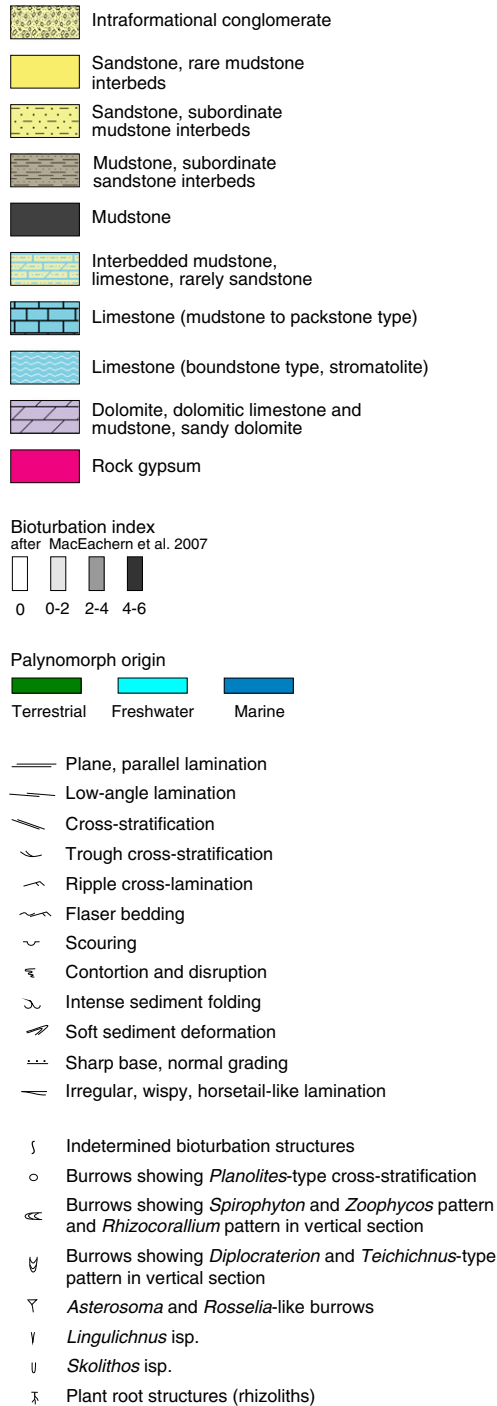 Intraformational conglomerate
Sandstone, rare mudstone
interbeds
Sandstone, subordinate
mudstone interbeds
Mudstone, subordinate
sandstone interbeds
Mudstone
Interbedded mudstone,
limestone, rarely sandstone
Limestone (mudstone to packstone type)
Limestone (boundstone type, stromatolite)
Dolomite, dolomitic limestone and
mudstone, sandy dolomite
Rock gypsum
Bioturbation index
after MacEachern et al. 2007
0 0-2 2-4 4-6
Palynomorph origin
Terrestrial Freshwater Marine
Plane, parallel lamination
Low-angle lamination
Cross-stratification
Trough cross-stratification
Ripple cross-lamination
Flaser bedding
Scouring
Contortion and disruption
Intense sediment folding
Soft sediment deformation
Sharp base, normal grading
Irregular, wispy, horsetail-like lamination
Indetermined bioturbation structures
Burrows showing Planolites-type cross-stratification
Burrows showing Spirophyton and Zoophycos pattern
and Rhizocorallium pattern in vertical section
Burrows showing Diplocraterion and Teichichnus-type
pattern in vertical section
Asterosoma and Rosselia-like burrows
Lingulichnus isp.
Skolithos isp.
Plant root structures (rhizoliths)